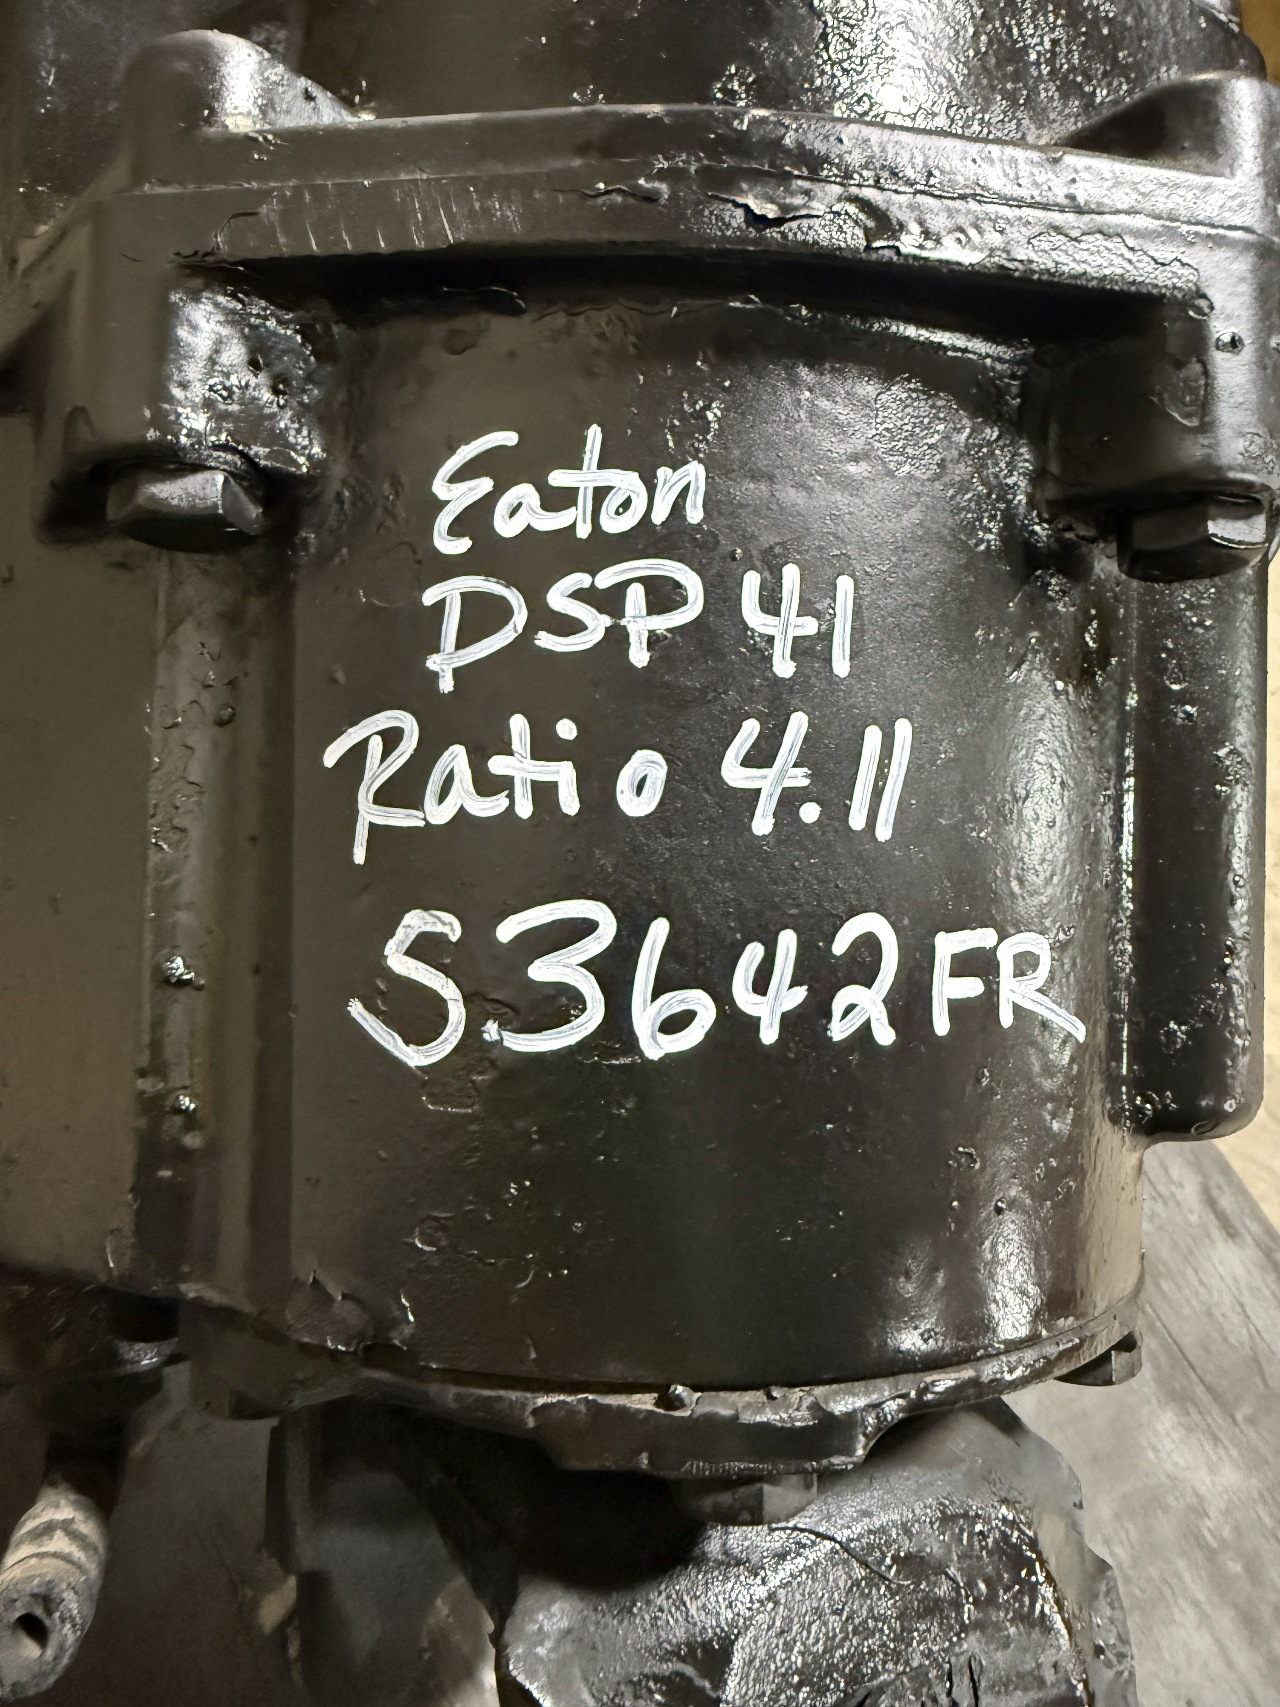 Eaton
DSP 41
Ratio 4.11
S3642FR